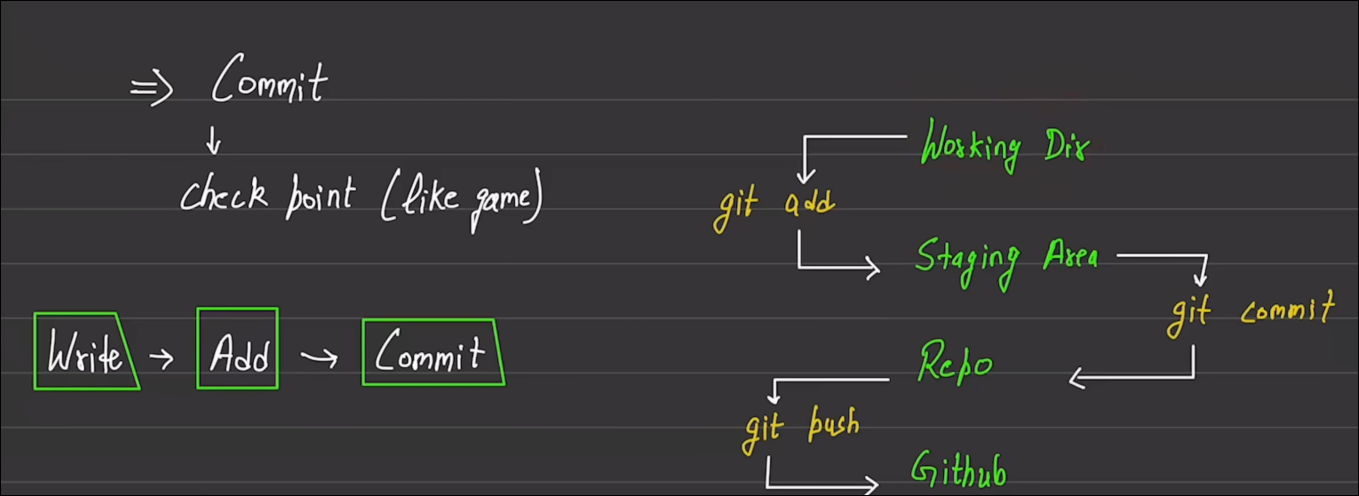 ⇒ Commit
↓
check point (like game)
Write → Add → Commit
Working Dir
git add
Staging Area
git commit
Repo
git push
Github